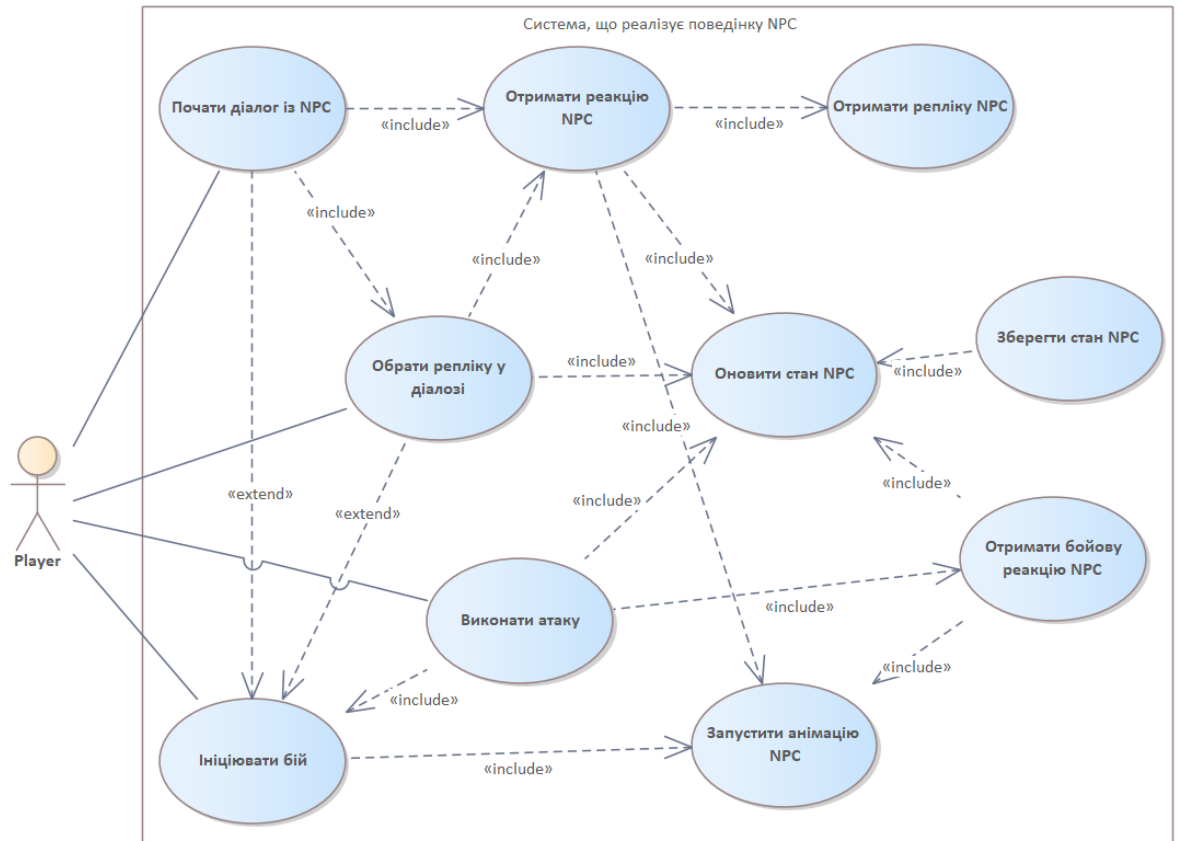 Система, що реалізує поведінку NPC
Почати діалог із NPC
«include»
Отримати реакцію
NPC
«include»
Отримати репліку NPC
«include»
«include»
«include»
Обрати репліку у
діалозі
«include»
Оновити стан NPC
«include»
Зберегти стан NPC
«include»
«extend»
«extend»
«include»
«include»
Player
Отримати бойову
реакцію NPC
Виконати атаку
«include»
«include»
«include»
Ініціювати бій
«include»
Запустити анімацію
NPC